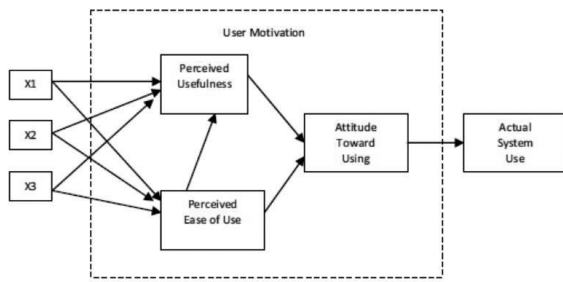 User Motivation
X1
X2
X3
Perceived
Usefulness
Perceived
Ease of Use
Attitude
Toward
Using
Actual
System
Use